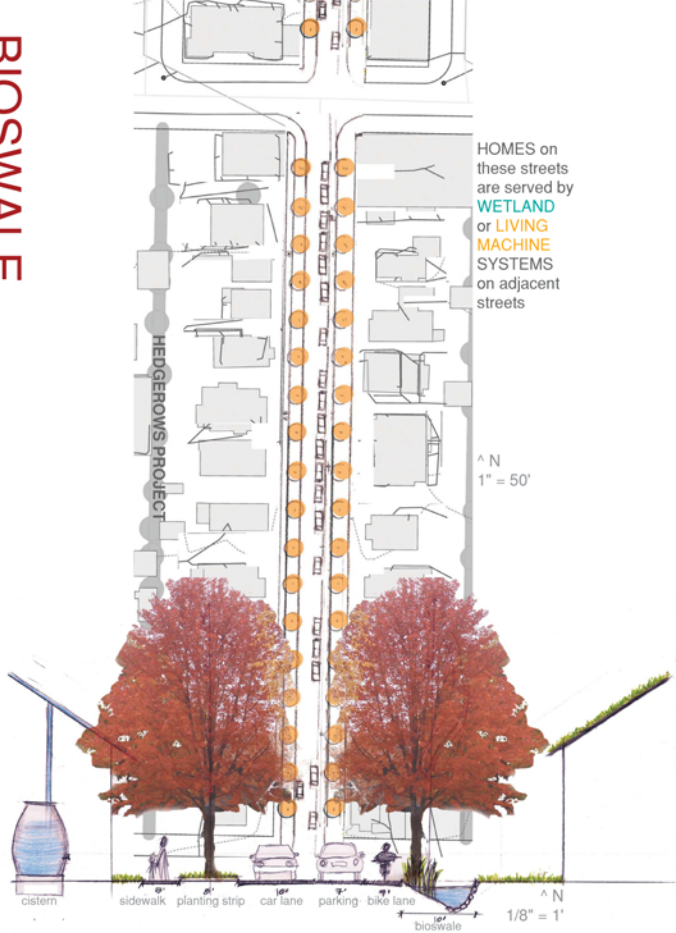 BIOSWALE
HOMES on
these streets
are served by
WETLAND
or LIVING
MACHINE
SYSTEMS
on adjacent
streets
HEDGEROWS PROJECT
^ N
1" = 50'
cistern
sidewalk
planting strip
car lane
parking
bike lane
bioswale
10'
^ N
1/8" = 1'